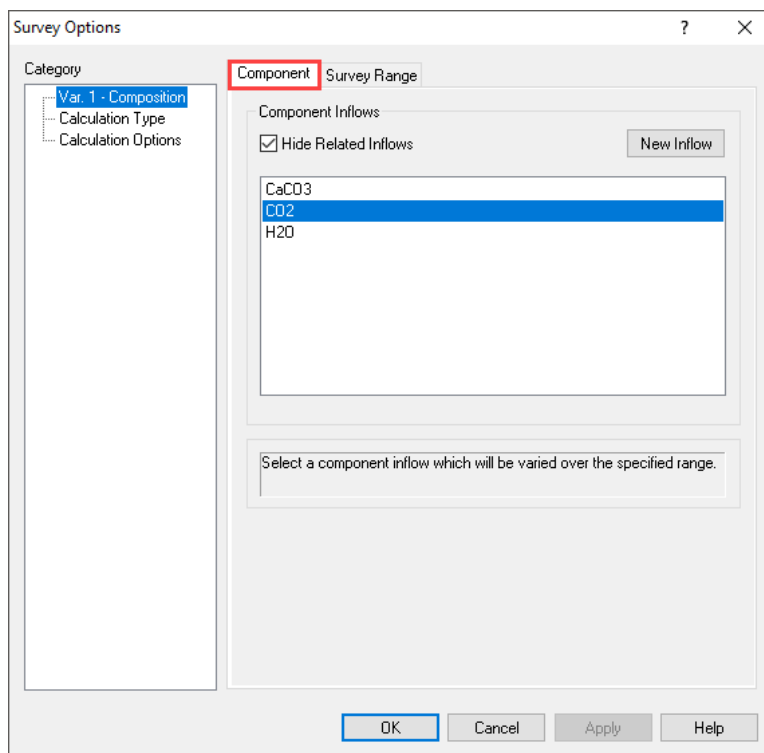 Survey Options
?
Category
Var. 1 - Composition
Calculation Type
Calculation Options
Component
Survey Range
Component Inflows
Hide Related Inflows
New Inflow
CaCO3
CO2
H2O
Select a component inflow which will be varied over the specified range.
OK
Cancel
Apply
Help